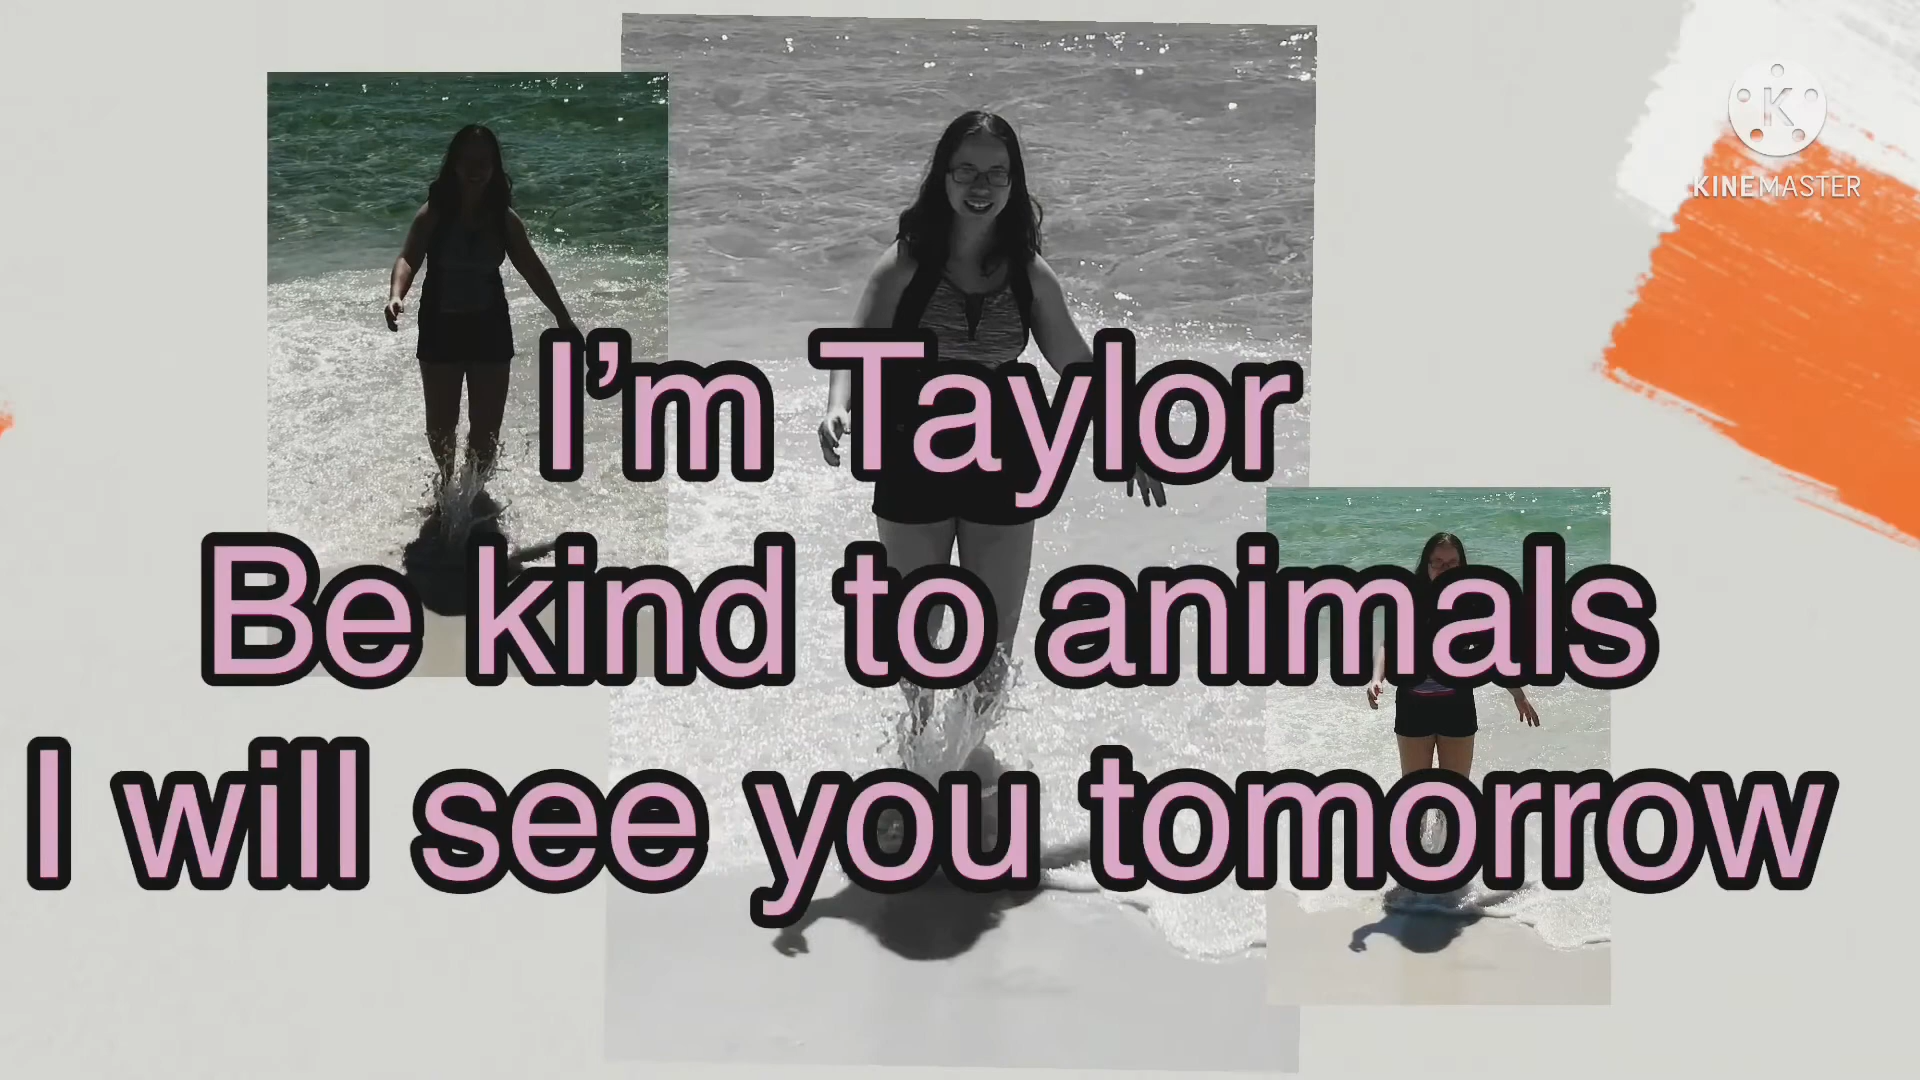 K
KINEMASTER
I'm Taylor
Be kind to animals
I will see you tomorrow